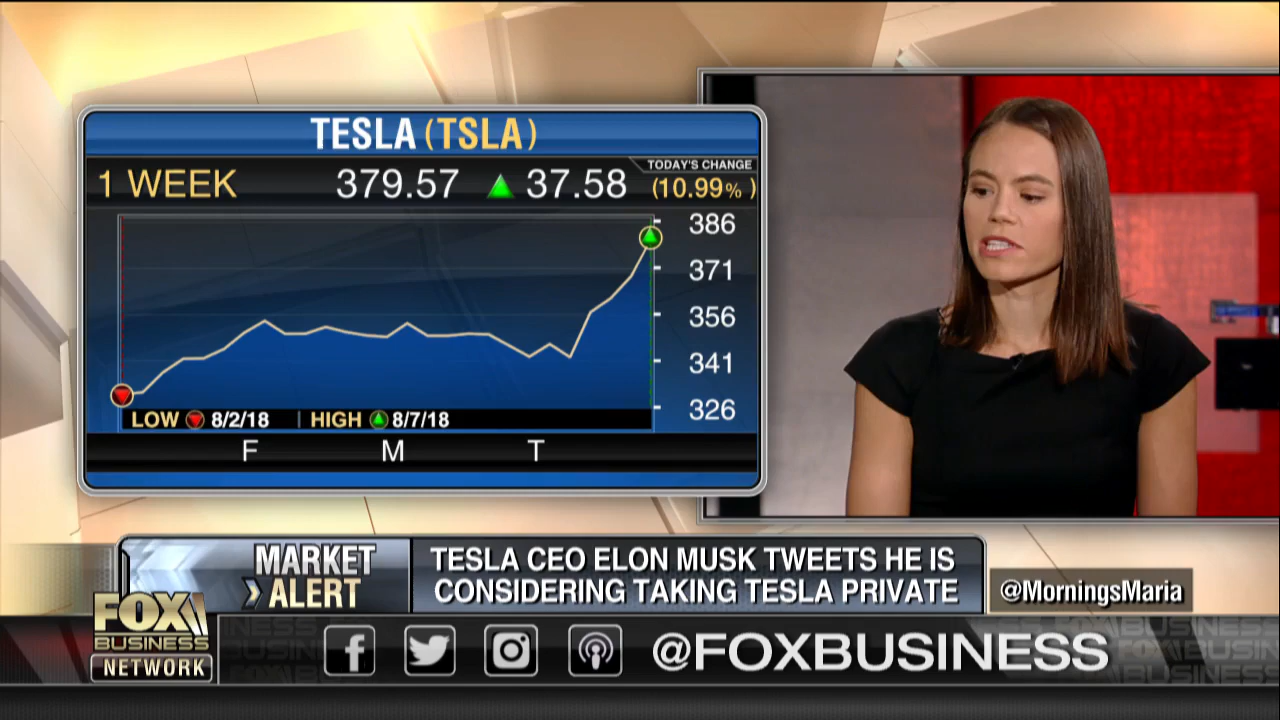 TESLA (TSLA)
TODAY'S CHANGE
1 WEEK 379.57 37.58 (10.99%)
386
371
356
341
326
LOW 8/2/18 | HIGH 8/7/18
F M T
MARKET ALERT
TESLA CEO ELON MUSK TWEETS HE IS
CONSIDERING TAKING TESLA PRIVATE
@MorningsMaria
FOX
BUSINESS
NETWORK
@FOXBUSINESS